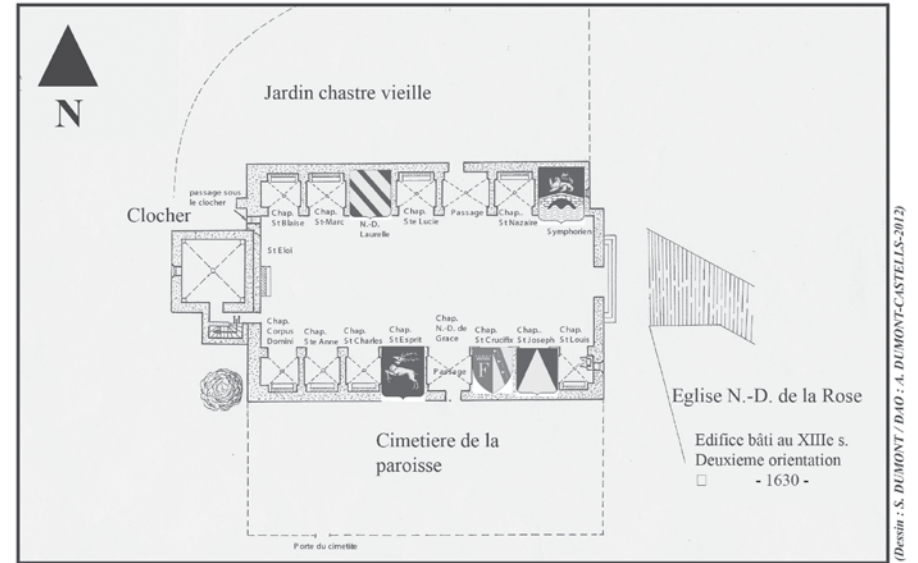 N
Jardin chastre vieille
passage sous
le clocher
Clocher
Chap.
St Blaise
Chap.
St-Marc
N.-D.
Laurelle
Chap.
Ste Lucie
Passage
Chap..
St Nazaire
Symphorien
St Eloi
Chap.
Corpus
Domini
Chap.
Ste Anne
Chap.
St Charles
Chap.
St Esprit
Chap.
N.-D. de
Grace
Passage
Chap.
St Crucifix
F
Chap..
St Joseph
Chap.
St Louis
Eglise N.-D. de la Rose
Edifice bâti au XIIIe s.
Deuxieme orientation
- 1630 -
Cimetiere de la
paroisse
Porte du cimetite
(Dessin : S. DUMONT / DAO : A. DUMONT-CASTELLS-2012)